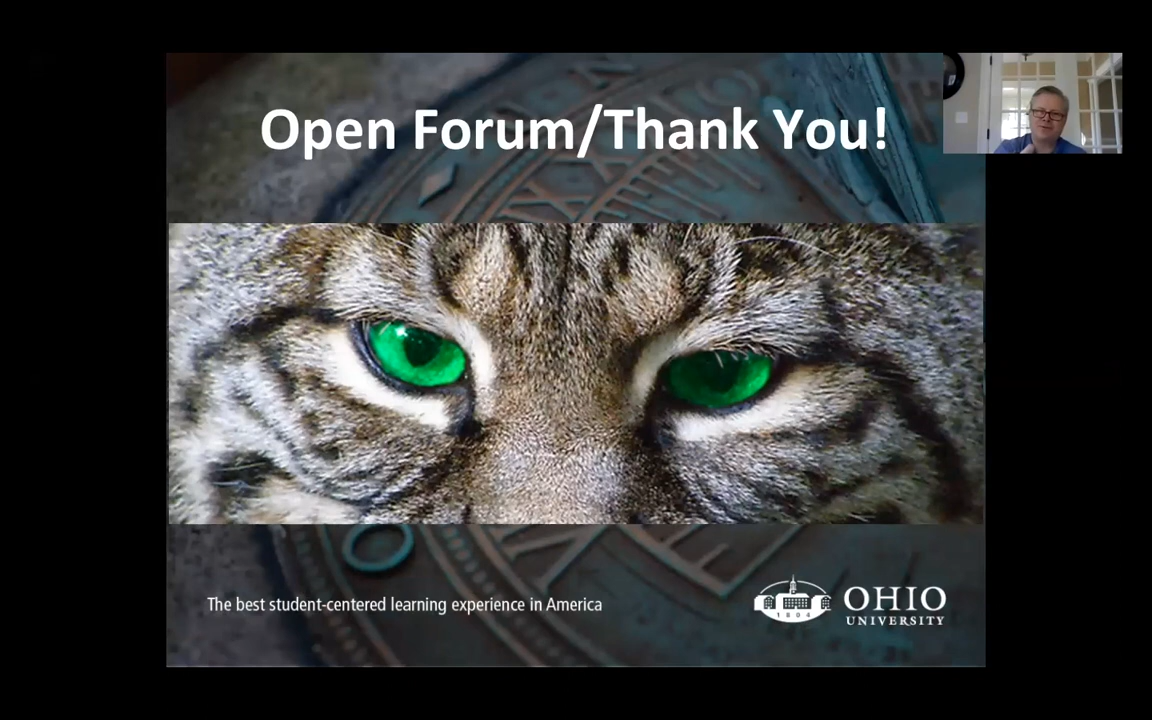 Open Forum/Thank You!
The best student-centered learning experience in America
1804
OHIO
UNIVERSITY